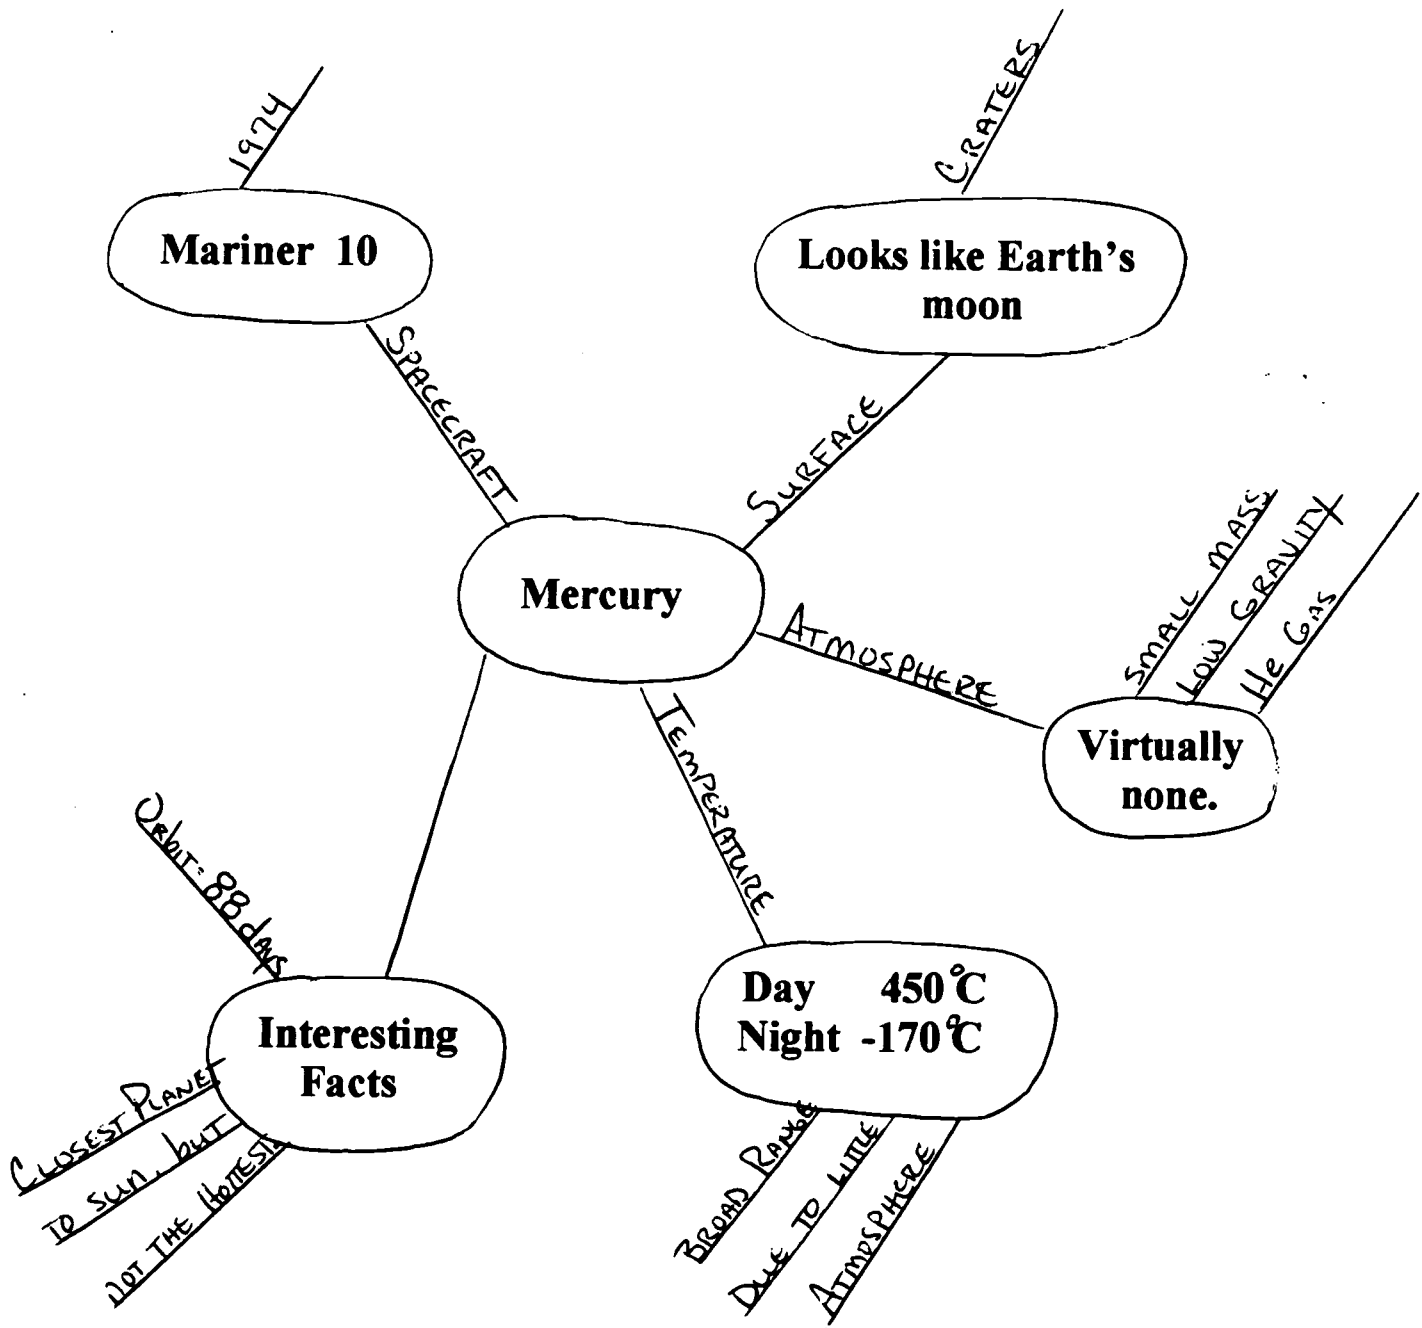 1974
Mariner 10
SPACECRAFT
CRATERS
Looks like Earth's
moon
SURFACE
Mercury
ATMOSPHERE
SMALL MASS
LOW GRAVITY
He GAS
Virtually
none.
TEMPERATURE
Day 450°C
Night -170°C
BROAD RANGE
DUE TO LITTLE
ATMOSPHERE
ORbiT= 88 dAYS
Interesting
Facts
CLOSEST PLANET
TO SUN, buT
NOT THE HOTTEST